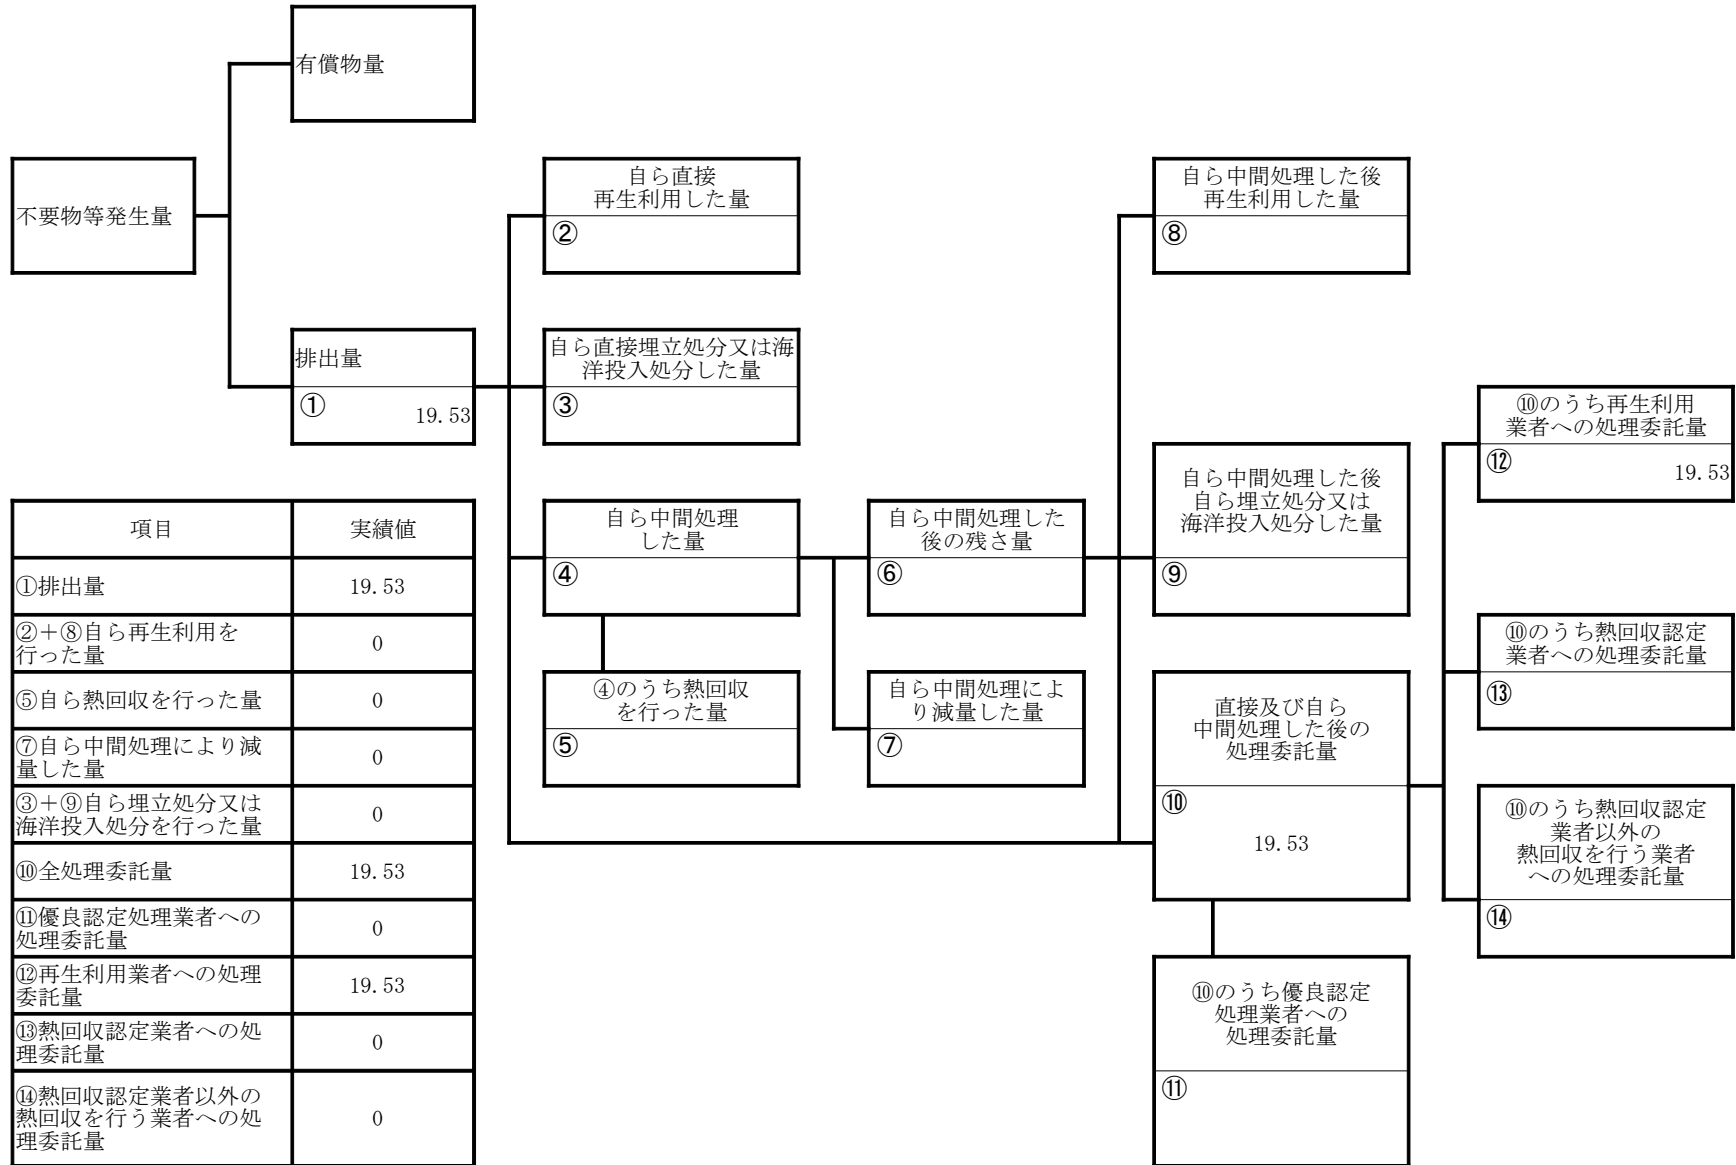 有償物量
不要物等発生量
自ら直接
再生利用した量
②
自ら中間処理した後
再生利用した量
⑧
排出量
①
19.53
自ら直接埋立処分又は海
洋投入処分した量
③
⑩のうち再生利用
業者への処理委託量
⑫
19.53
自ら中間処理
した量
④
自ら中間処理した
後の残さ量
⑥
自ら中間処理した後
自ら埋立処分又は
海洋投入処分した量
⑨
⑩のうち熱回収認定
業者への処理委託量
⑬
④のうち熱回収
を行った量
⑤
自ら中間処理によ
り減量した量
⑦
直接及び自ら
中間処理した後の
処理委託量
⑩
19.53
⑩のうち熱回収認定
業者以外の
熱回収を行う業者
への処理委託量
⑭
⑩のうち優良認定
処理業者への
処理委託量
⑪
項目 実績値
①排出量 19.53
②＋⑧自ら再生利用を
行った量 0
⑤自ら熱回収を行った量 0
⑦自ら中間処理により減
量した量 0
③＋⑨自ら埋立処分又は
海洋投入処分を行った量 0
⑩全処理委託量 19.53
⑪優良認定処理業者への
処理委託量 0
⑫再生利用業者への処理
委託量 19.53
⑬熱回収認定業者への処
理委託量 0
⑭熱回収認定業者以外の
熱回収を行う業者への処
理委託量 0